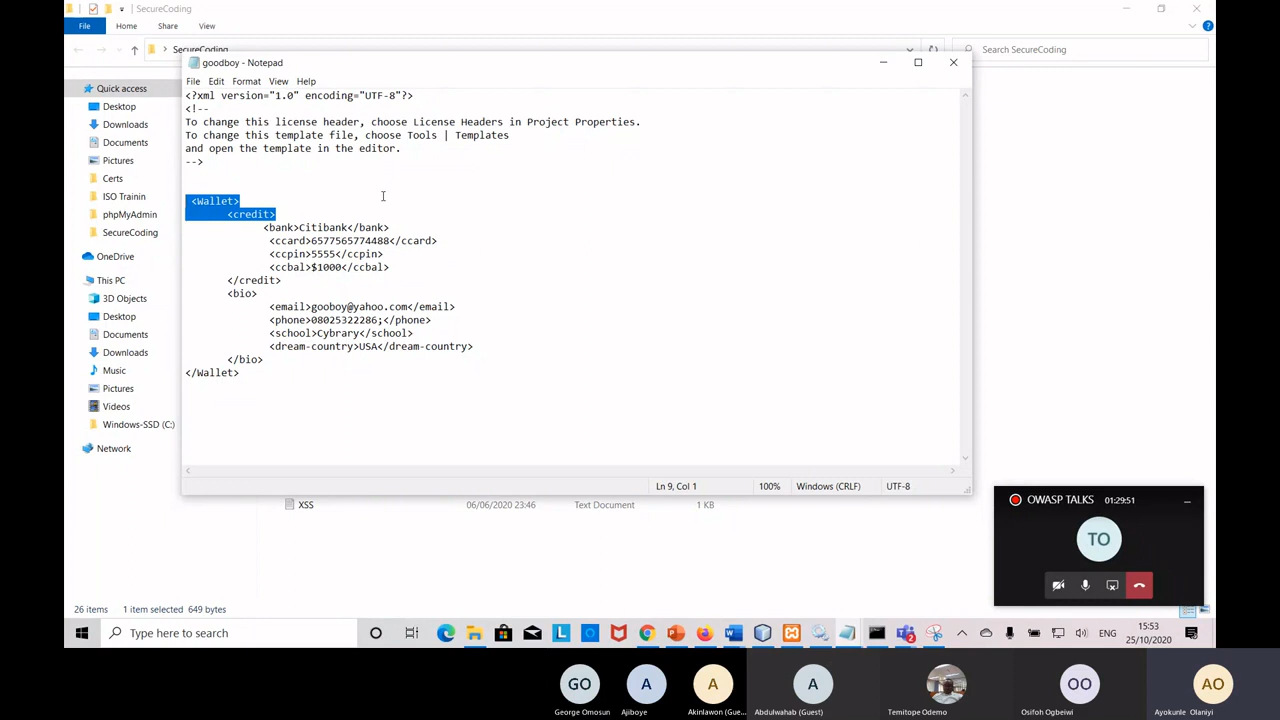 SecureCoding
File Home Share View
SecureCoding
Search SecureCoding
goodboy - Notepad
File Edit Format View Help
<?xml version="1.0" encoding="UTF-8"?>
<!--
To change this license header, choose License Headers in Project Properties.
To change this template file, choose Tools | Templates
and open the template in the editor.
-->
<Wallet>
<credit>
<bank>Citibank</bank>
<ccard>6577565774488</ccard>
<ccpin>5555</ccpin>
<ccbal>$1000</ccbal>
</credit>
<bio>
<email>gooboy@yahoo.com</email>
<phone>08025322286;</phone>
<school>Cybrary</school>
<dream-country>USA</dream-country>
</bio>
</Wallet>
Ln 9, Col 1 100% Windows (CRLF) UTF-8
Quick access
Desktop
Downloads
Documents
Pictures
Certs
ISO Trainin
phpMyAdmin
SecureCoding
OneDrive
This PC
3D Objects
Desktop
Documents
Downloads
Music
Pictures
Videos
Windows-SSD (C:)
Network
XSS 06/06/2020 23:46 Text Document 1 KB
OWASP TALKS 01:29:51
TO
26 items 1 item selected 649 bytes
Type here to search
ENG
15:53
25/10/2020
GO A A A OO AO
George Omosun Ajiboye Akinlawon (Gue... Abdulwahab (Guest) Temitope Odemo Osifoh Ogbeiwi Ayokunle Olaniyi